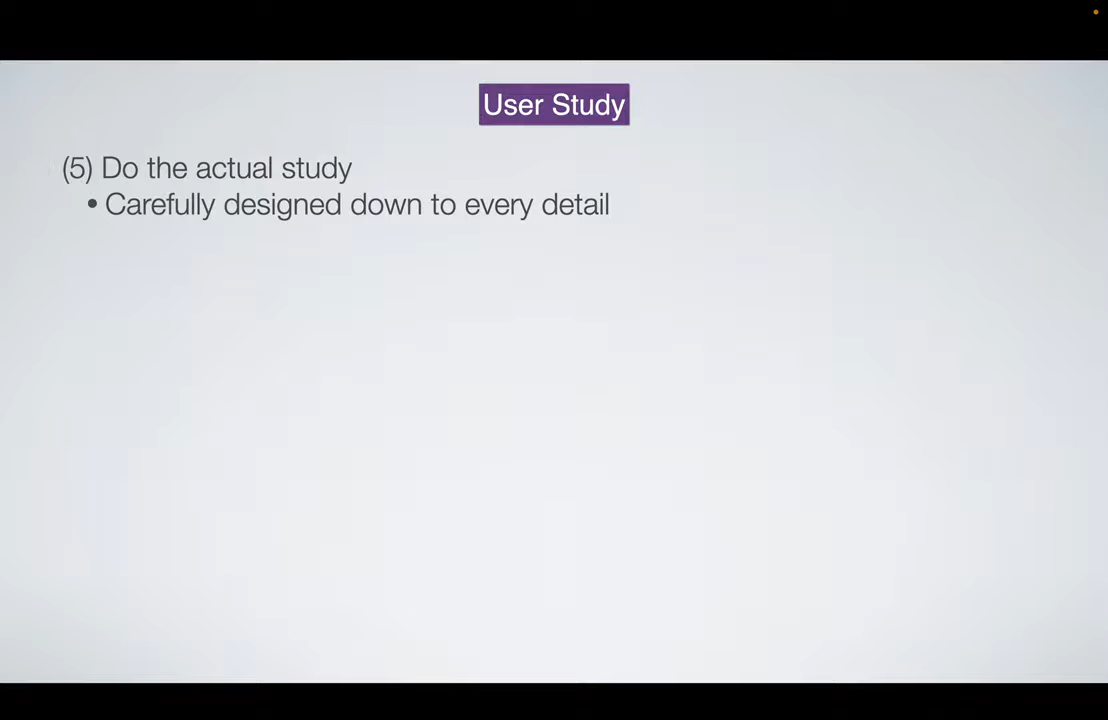 User Study
(5) Do the actual study
• Carefully designed down to every detail